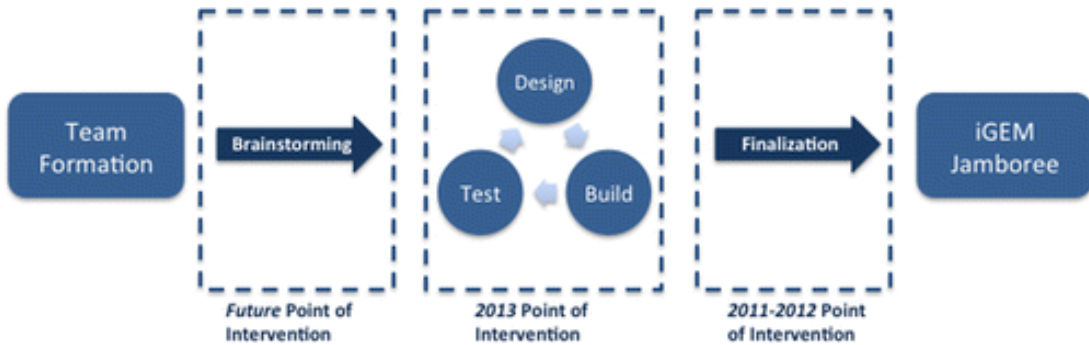 Team
Formation
Brainstorming
Design
Test
Build
Finalization
iGEM
Jamboree
Future Point of
Intervention
2013 Point of
Intervention
2011-2012 Point
of Intervention